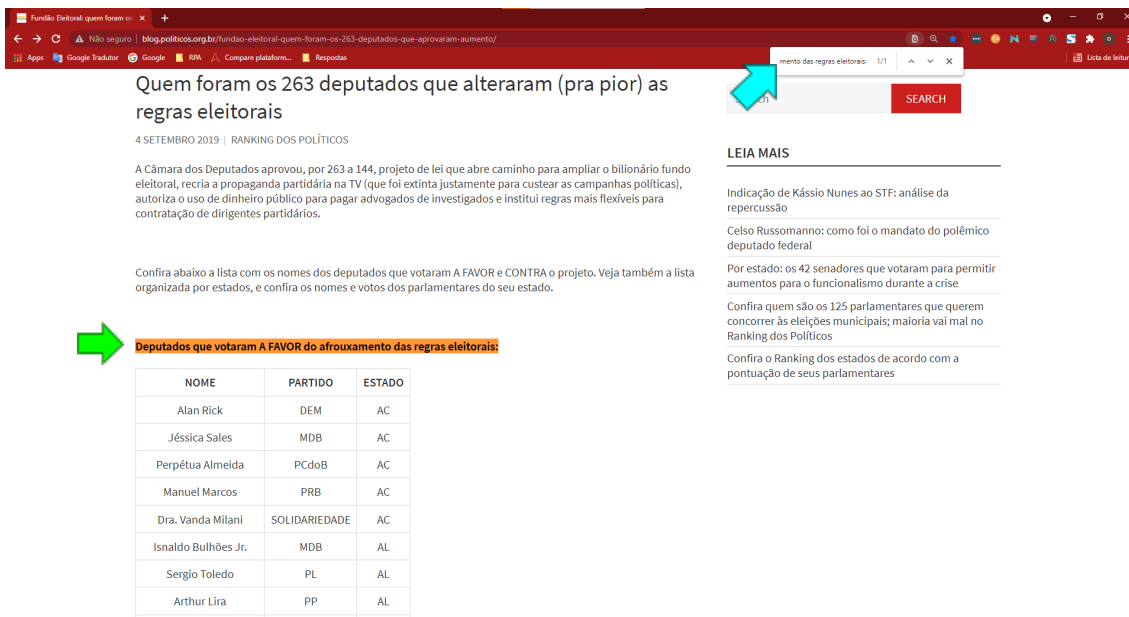 Fundão Eleitoral: quem foram os
Não seguro | blog.politicos.org.br/fundao-eleitoral-quem-foram-os-263-deputados-que-aprovaram-aumento/
Apps Google Tradutor Google RPA Compare plataform... Respostas
mento das regras eleitorais: 1/1
Lista de leitur
Quem foram os 263 deputados que alteraram (pra pior) as
regras eleitorais
4 SETEMBRO 2019 | RANKING DOS POLÍTICOS
A Câmara dos Deputados aprovou, por 263 a 144, projeto de lei que abre caminho para ampliar o bilionário fundo
eleitoral, recria a propaganda partidária na TV (que foi extinta justamente para custear as campanhas políticas),
autoriza o uso de dinheiro público para pagar advogados de investigados e institui regras mais flexíveis para
contratação de dirigentes partidários.
Confira abaixo a lista com os nomes dos deputados que votaram A FAVOR e CONTRA o projeto. Veja também a lista
organizada por estados, e confira os nomes e votos dos parlamentares do seu estado.
Deputados que votaram A FAVOR do afrouxamento das regras eleitorais:
NOME PARTIDO ESTADO
Alan Rick DEM AC
Jéssica Sales MDB AC
Perpétua Almeida PCdoB AC
Manuel Marcos PRB AC
Dra. Vanda Milani SOLIDARIEDADE AC
Isnaldo Bulhões Jr. MDB AL
Sergio Toledo PL AL
Arthur Lira PP AL
SEARCH
LEIA MAIS
Indicação de Kássio Nunes ao STF: análise da
repercussão
Celso Russomanno: como foi o mandato do polêmico
deputado federal
Por estado: os 42 senadores que votaram para permitir
aumentos para o funcionalismo durante a crise
Confira quem são os 125 parlamentares que querem
concorrer às eleições municipais; maioria vai mal no
Ranking dos Políticos
Confira o Ranking dos estados de acordo com a
pontuação de seus parlamentares